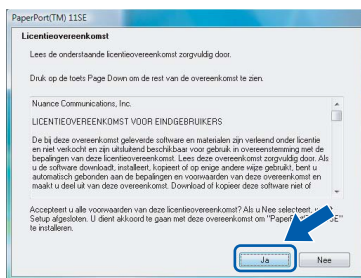 PaperPort(TM) 11SE
Licentieovereenkomst
Lees de onderstaande licentieovereenkomst zorgvuldig door.
Druk op de toets Page Down om de rest van de overeenkomst te zien.
Nuance Communications, Inc.
LICENTIEOVEREENKOMST VOOR EINDGEBRUIKERS
De bij deze overeenkomst geleverde software en materialen zijn verleend onder licentie
en niet verkocht en zijn uitsluitend beschikbaar voor gebruik in overeenstemming met de
bepalingen van deze licentieovereenkomst. Lees deze overeenkomst zorgvuldig door. Als
u de software downloadt, installeert, kopieert of op enige andere wijze gebruikt, bent u
automatisch gebonden aan de bepalingen en voorwaarden van deze overeenkomst en
maakt u deel uit van deze overeenkomst. Download of kopieer deze software niet of
Accepteert u alle voorwaarden van deze licentieovereenkomst? Als u Nee selecteert,
Setup afgesloten. U dient akkoord te gaan met deze overeenkomst om "PaperPort
te installeren.
Ja
Nee